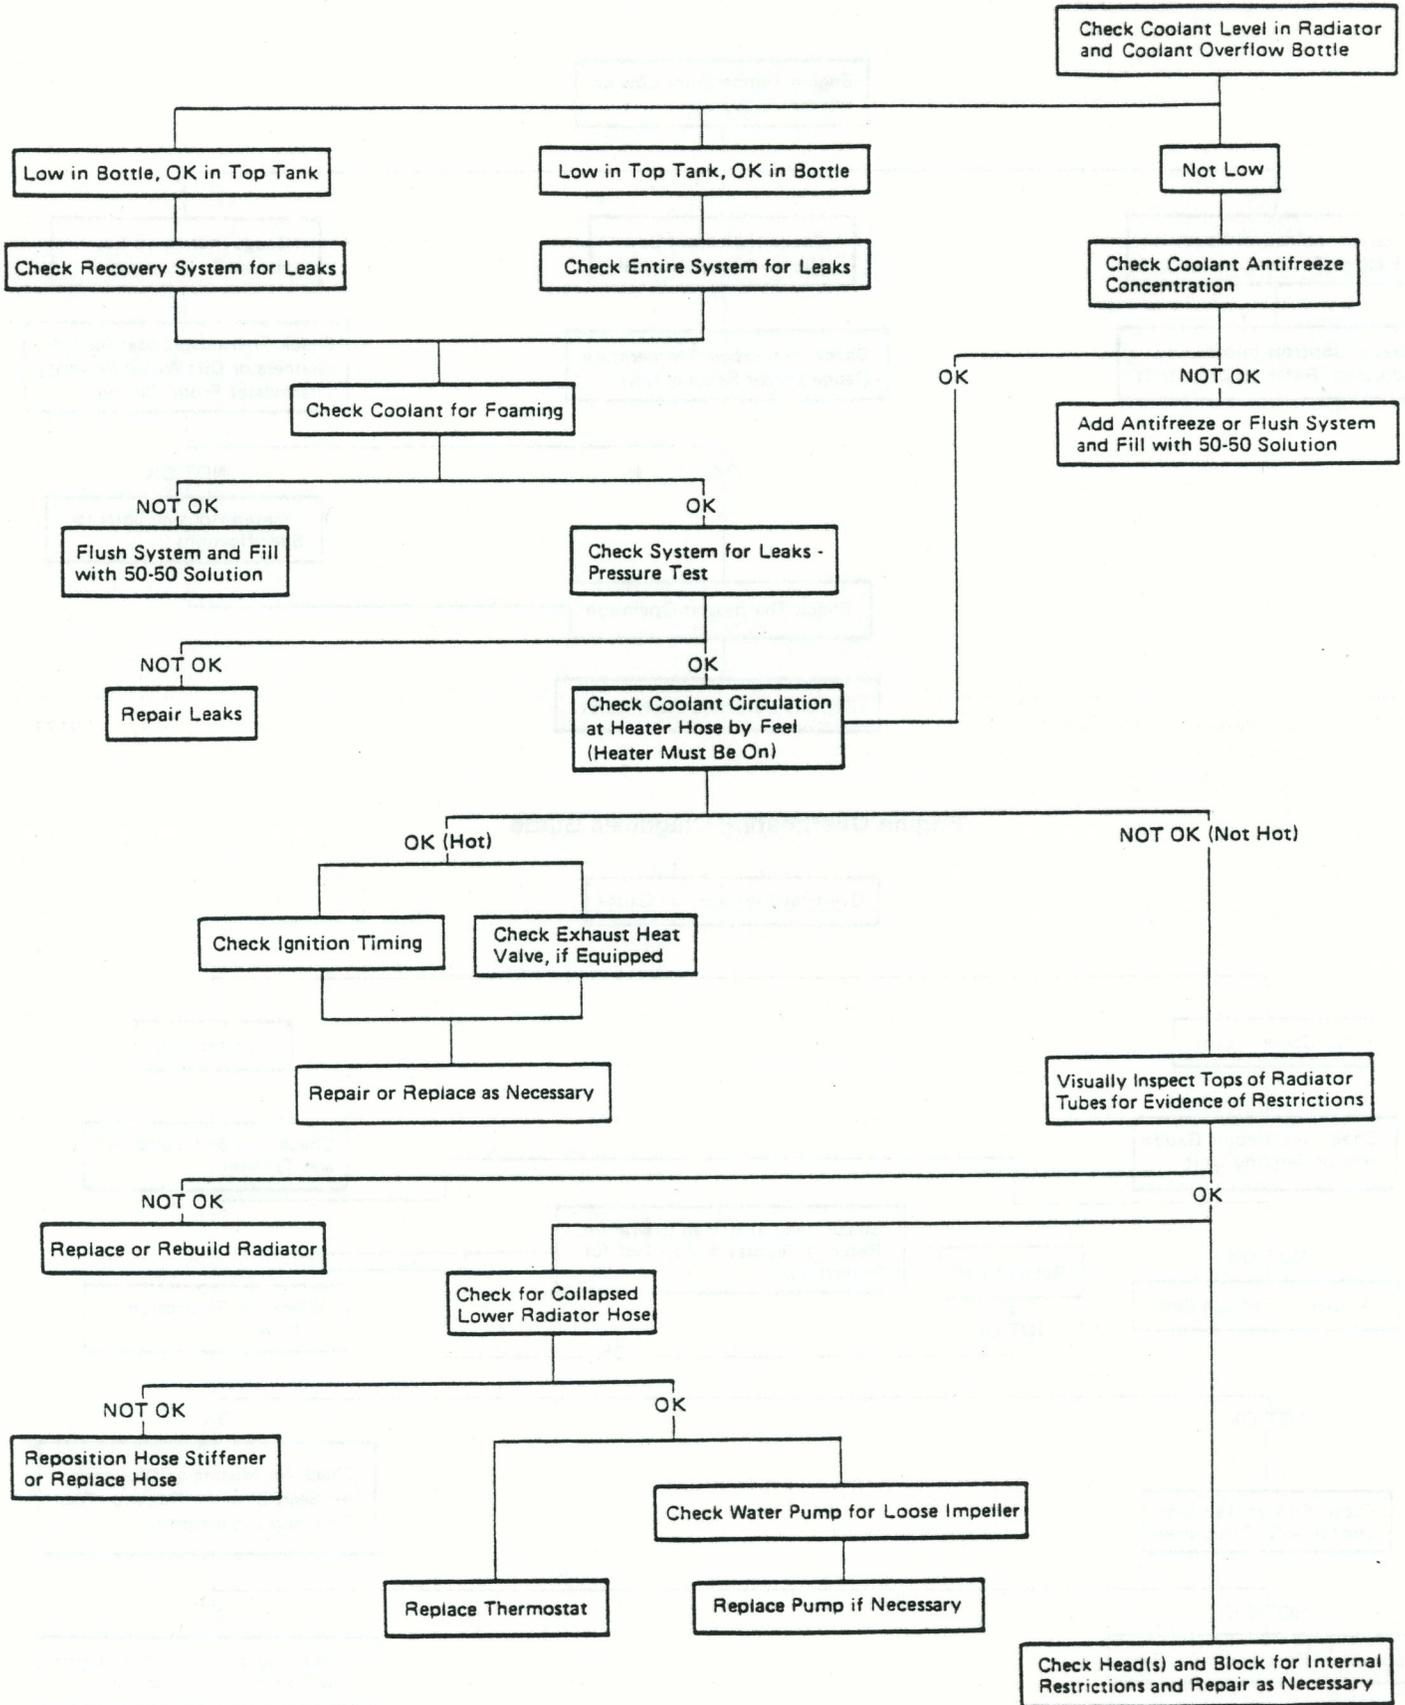 Check Coolant Level in Radiator
and Coolant Overflow Bottle
Low in Bottle, OK in Top Tank
Low in Top Tank, OK in Bottle
Not Low
Check Recovery System for Leaks
Check Entire System for Leaks
Check Coolant Antifreeze
Concentration
OK
NOT OK
Check Coolant for Foaming
Add Antifreeze or Flush System
and Fill with 50-50 Solution
NOT OK
OK
Flush System and Fill
with 50-50 Solution
Check System for Leaks -
Pressure Test
NOT OK
OK
Repair Leaks
Check Coolant Circulation
at Heater Hose by Feel
(Heater Must Be On)
OK (Hot)
NOT OK (Not Hot)
Check Ignition Timing
Check Exhaust Heat
Valve, if Equipped
Repair or Replace as Necessary
Visually Inspect Tops of Radiator
Tubes for Evidence of Restrictions
NOT OK
OK
Replace or Rebuild Radiator
Check for Collapsed
Lower Radiator Hose
NOT OK
OK
Reposition Hose Stiffener
or Replace Hose
Check Water Pump for Loose Impeller
Replace Thermostat
Replace Pump if Necessary
Check Head(s) and Block for Internal
Restrictions and Repair as Necessary